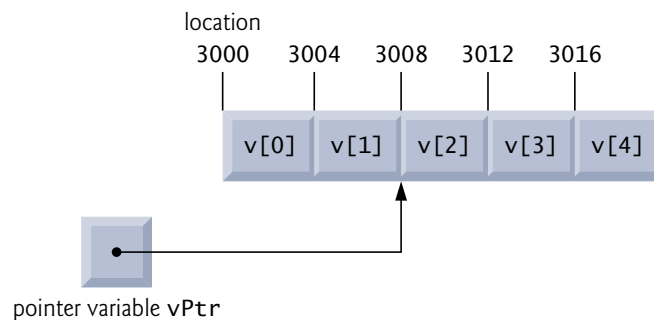 location
3000 3004 3008 3012 3016
v[0] v[1] v[2] v[3] v[4]
pointer variable vPtr